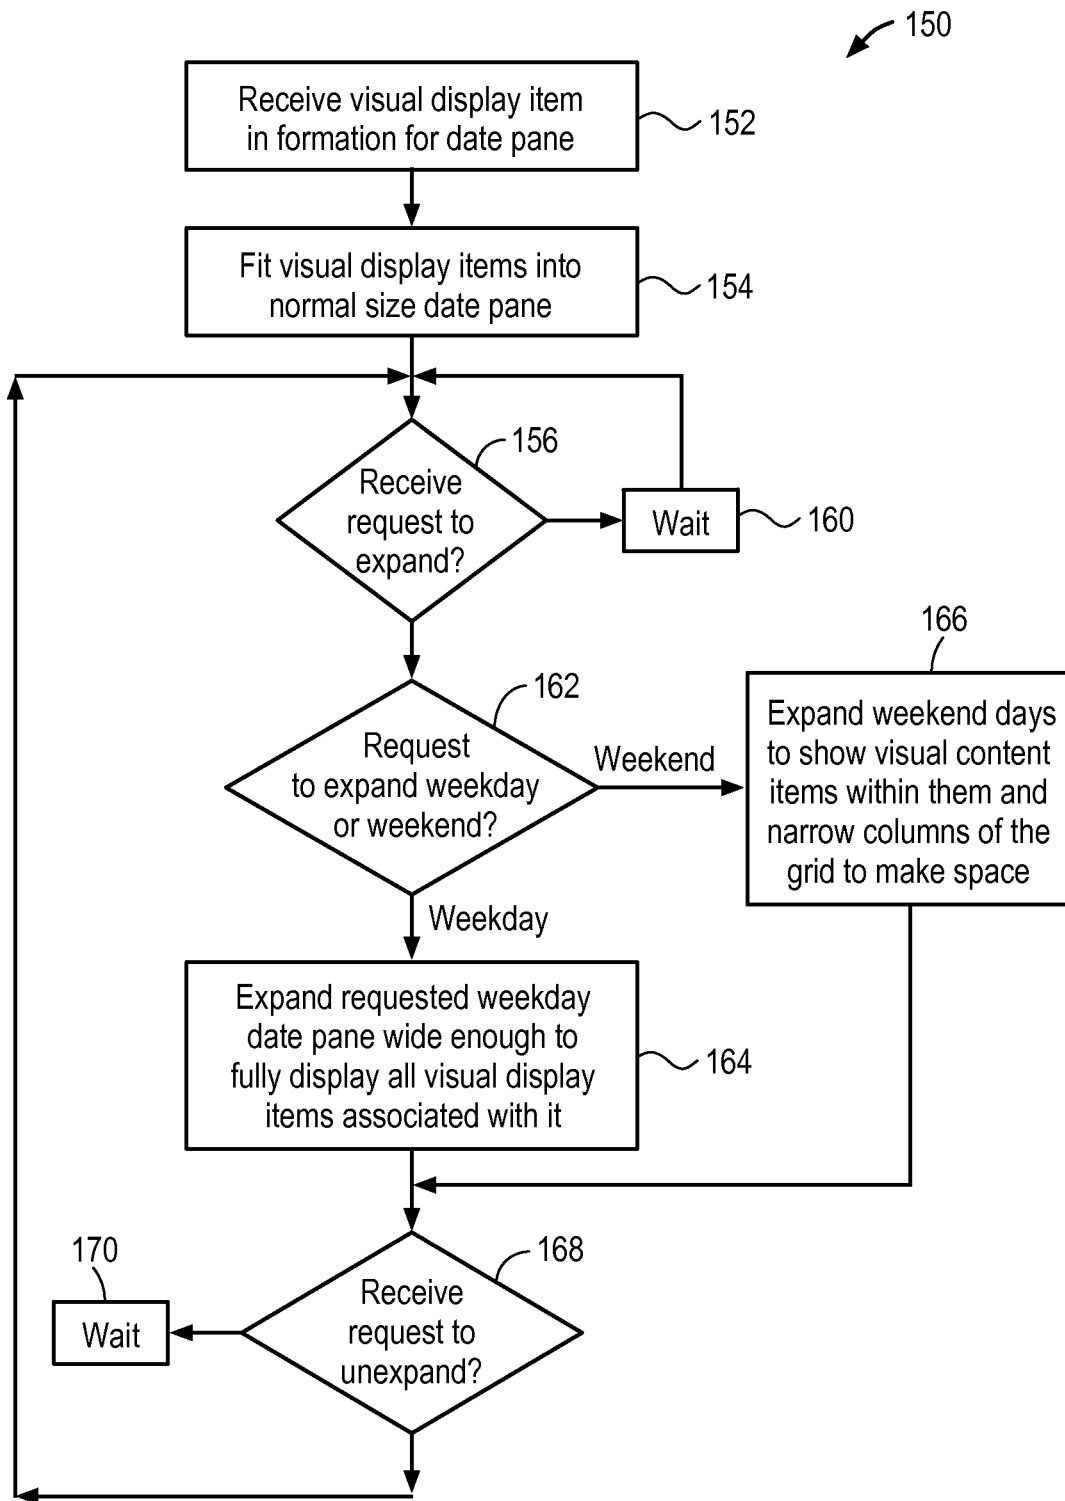 150
Receive visual display item
in formation for date pane
152
Fit visual display items into
normal size date pane
154
156
Receive
request to
expand?
Wait
160
162
Request
to expand weekday
or weekend?
Weekend
166
Expand weekend days
to show visual content
items within them and
narrow columns of the
grid to make space
Weekday
Expand requested weekday
date pane wide enough to
fully display all visual display
items associated with it
164
168
Receive
request to
unexpand?
170
Wait